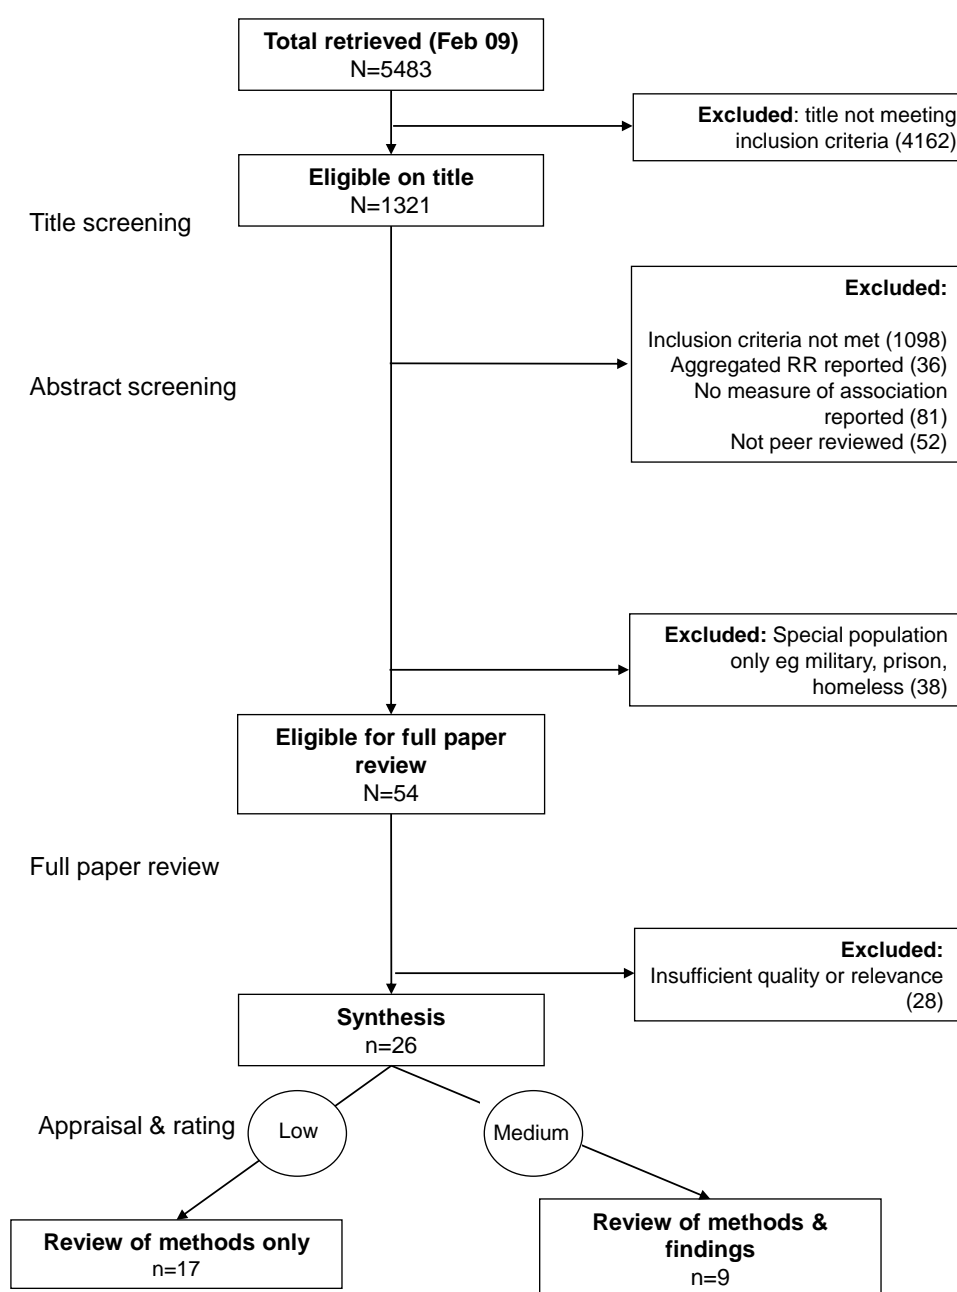 Total retrieved (Feb 09)
N=5483
Excluded: title not meeting
inclusion criteria (4162)
Eligible on title
N=1321
Title screening
Excluded:
Inclusion criteria not met (1098)
Aggregated RR reported (36)
No measure of association
reported (81)
Not peer reviewed (52)
Abstract screening
Excluded: Special population
only eg military, prison,
homeless (38)
Eligible for full paper
review
N=54
Full paper review
Excluded:
Insufficient quality or relevance
(28)
Synthesis
n=26
Appraisal & rating
Low
Medium
Review of methods only
n=17
Review of methods &
findings
n=9